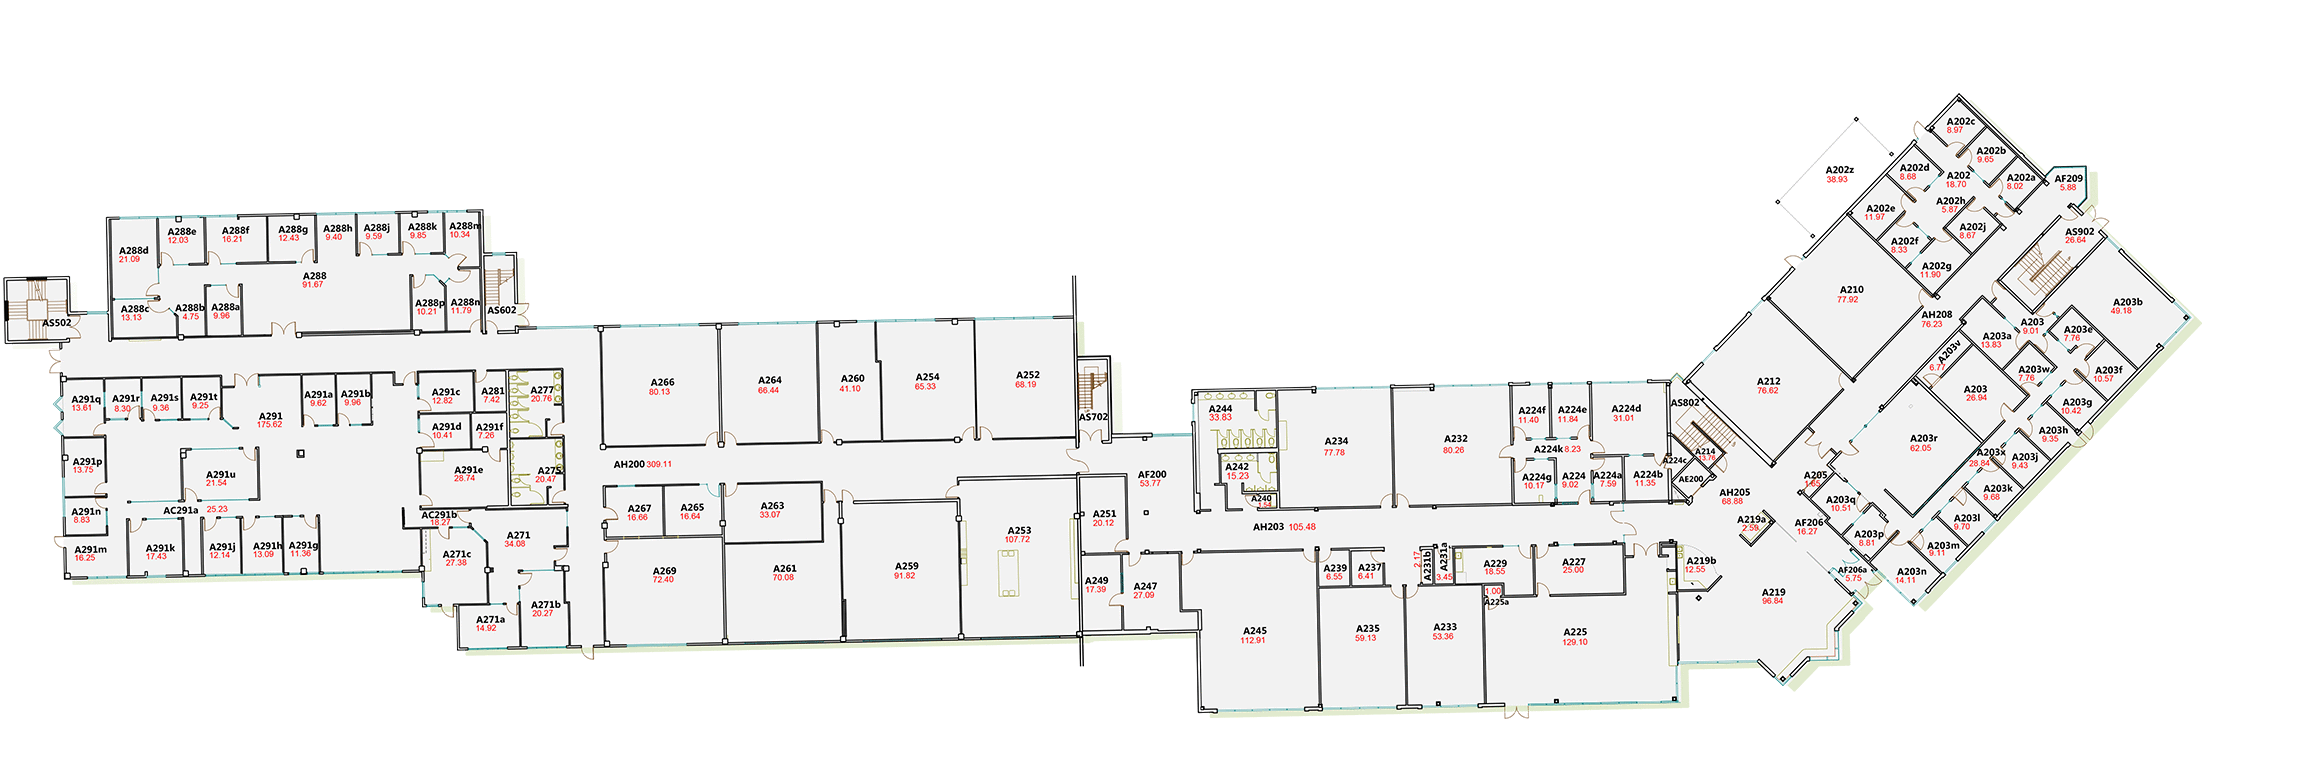 A288d
21.09
A288e
12.03
A288f
16.21
A288g
12.43
A288h
9.40
A288j
9.59
A288k
9.85
A288m
10.34
A288
91.67
A288c
13.13
A288b
4.75
A288a
9.96
A288p
10.21
A288n
11.79
AS502
AS602
A291q
13.61
A291r
8.30
A291s
9.36
A291t
9.25
A291
175.62
A291a
9.62
A291b
9.96
A291c
12.82
A281
7.42
A277
20.76
A291d
10.41
A291f
7.26
A291p
13.75
A291u
21.54
A291e
28.74
A275
20.47
A291n
8.83
AC291a 25.23
AC291b
18.27
A291m
16.25
A291k
17.43
A291j
12.14
A291h
13.09
A291g
11.36
A271c
27.38
A271
34.08
A271a
14.92
A271b
20.27
A266
80.13
A264
66.44
A260
41.10
A254
65.33
A252
68.19
AS702
AH200 309.11
A267
16.66
A265
16.64
A263
33.07
A269
72.40
A261
70.08
A259
91.82
A253
107.72
AF200
53.77
A251
20.12
A249
17.39
A247
27.09
A244
33.83
A242
15.23
A240
1.54
A234
77.78
A232
80.26
A224f
11.40
A224e
11.84
A224d
31.01
A224k 8.23
A224g
10.17
A224
9.02
A224a
7.59
A224b
11.35
A224c
AS802
A214
13.76
AE200
AH203 105.48
A239
6.55
A237
6.41
A231b
2.17
A231a
3.45
A229
18.55
A227
25.00
1.00
A225a
A245
112.91
A235
59.13
A233
53.36
A225
129.10
A219b
12.55
A219
96.84
A219a
2.59
AH205
68.88
A205
1.65
AF206
16.27
AF206a
5.75
A212
76.62
A210
77.92
AH208
76.23
A202z
38.93
A202c
8.97
A202b
9.65
A202a
8.02
A202d
8.68
A202
18.70
A202h
5.87
A202e
11.97
A202f
8.33
A202j
8.67
A202g
11.90
AF209
5.88
AS902
26.64
A203b
49.18
A203
9.01
A203a
13.83
A203e
7.76
A203v
6.77
A203w
7.76
A203f
10.57
A203
26.94
A203g
10.42
A203h
9.35
A203r
62.05
A203x
28.84
A203j
9.43
A203k
9.68
A203q
10.51
A203l
9.70
A203p
8.81
A203m
9.11
A203n
14.11